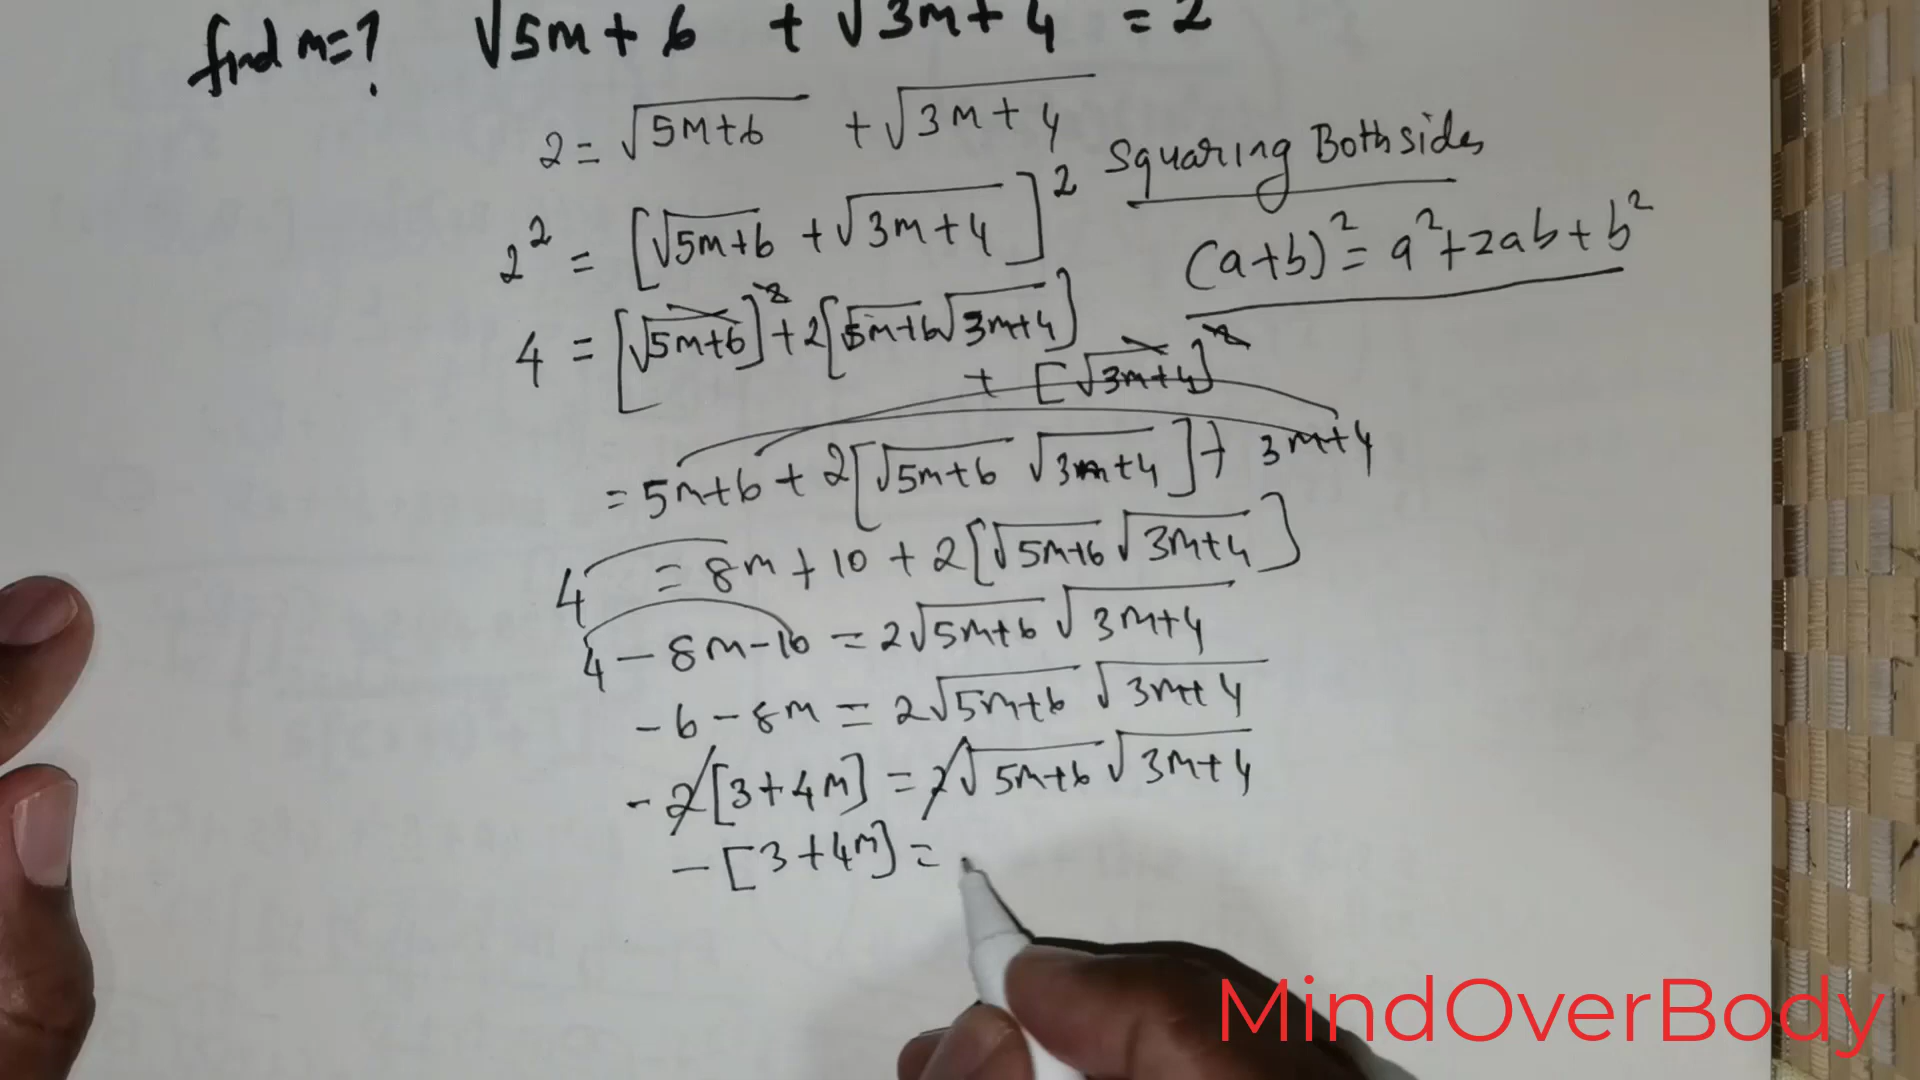 find m=? √5m+6 + √3m+4 = 2
2 = √5m+6 + √3m+4
Squaring Both sides
2² = [√5m+6 + √3m+4]²
(a+b)² = a²+2ab+b²
4 = [√5m+6]² + 2[√5m+6 √3m+4]
+ [√3m+4]²
= 5m+6 + 2[√5m+6 √3m+4] + 3m+4
4 = 8m+10 + 2[√5m+6 √3m+4]
4 - 8m - 10 = 2√5m+6 √3m+4
-6 - 8m = 2√5m+6 √3m+4
-2[3+4m] = 2√5m+6 √3m+4
-[3+4m] =
MindOverBody